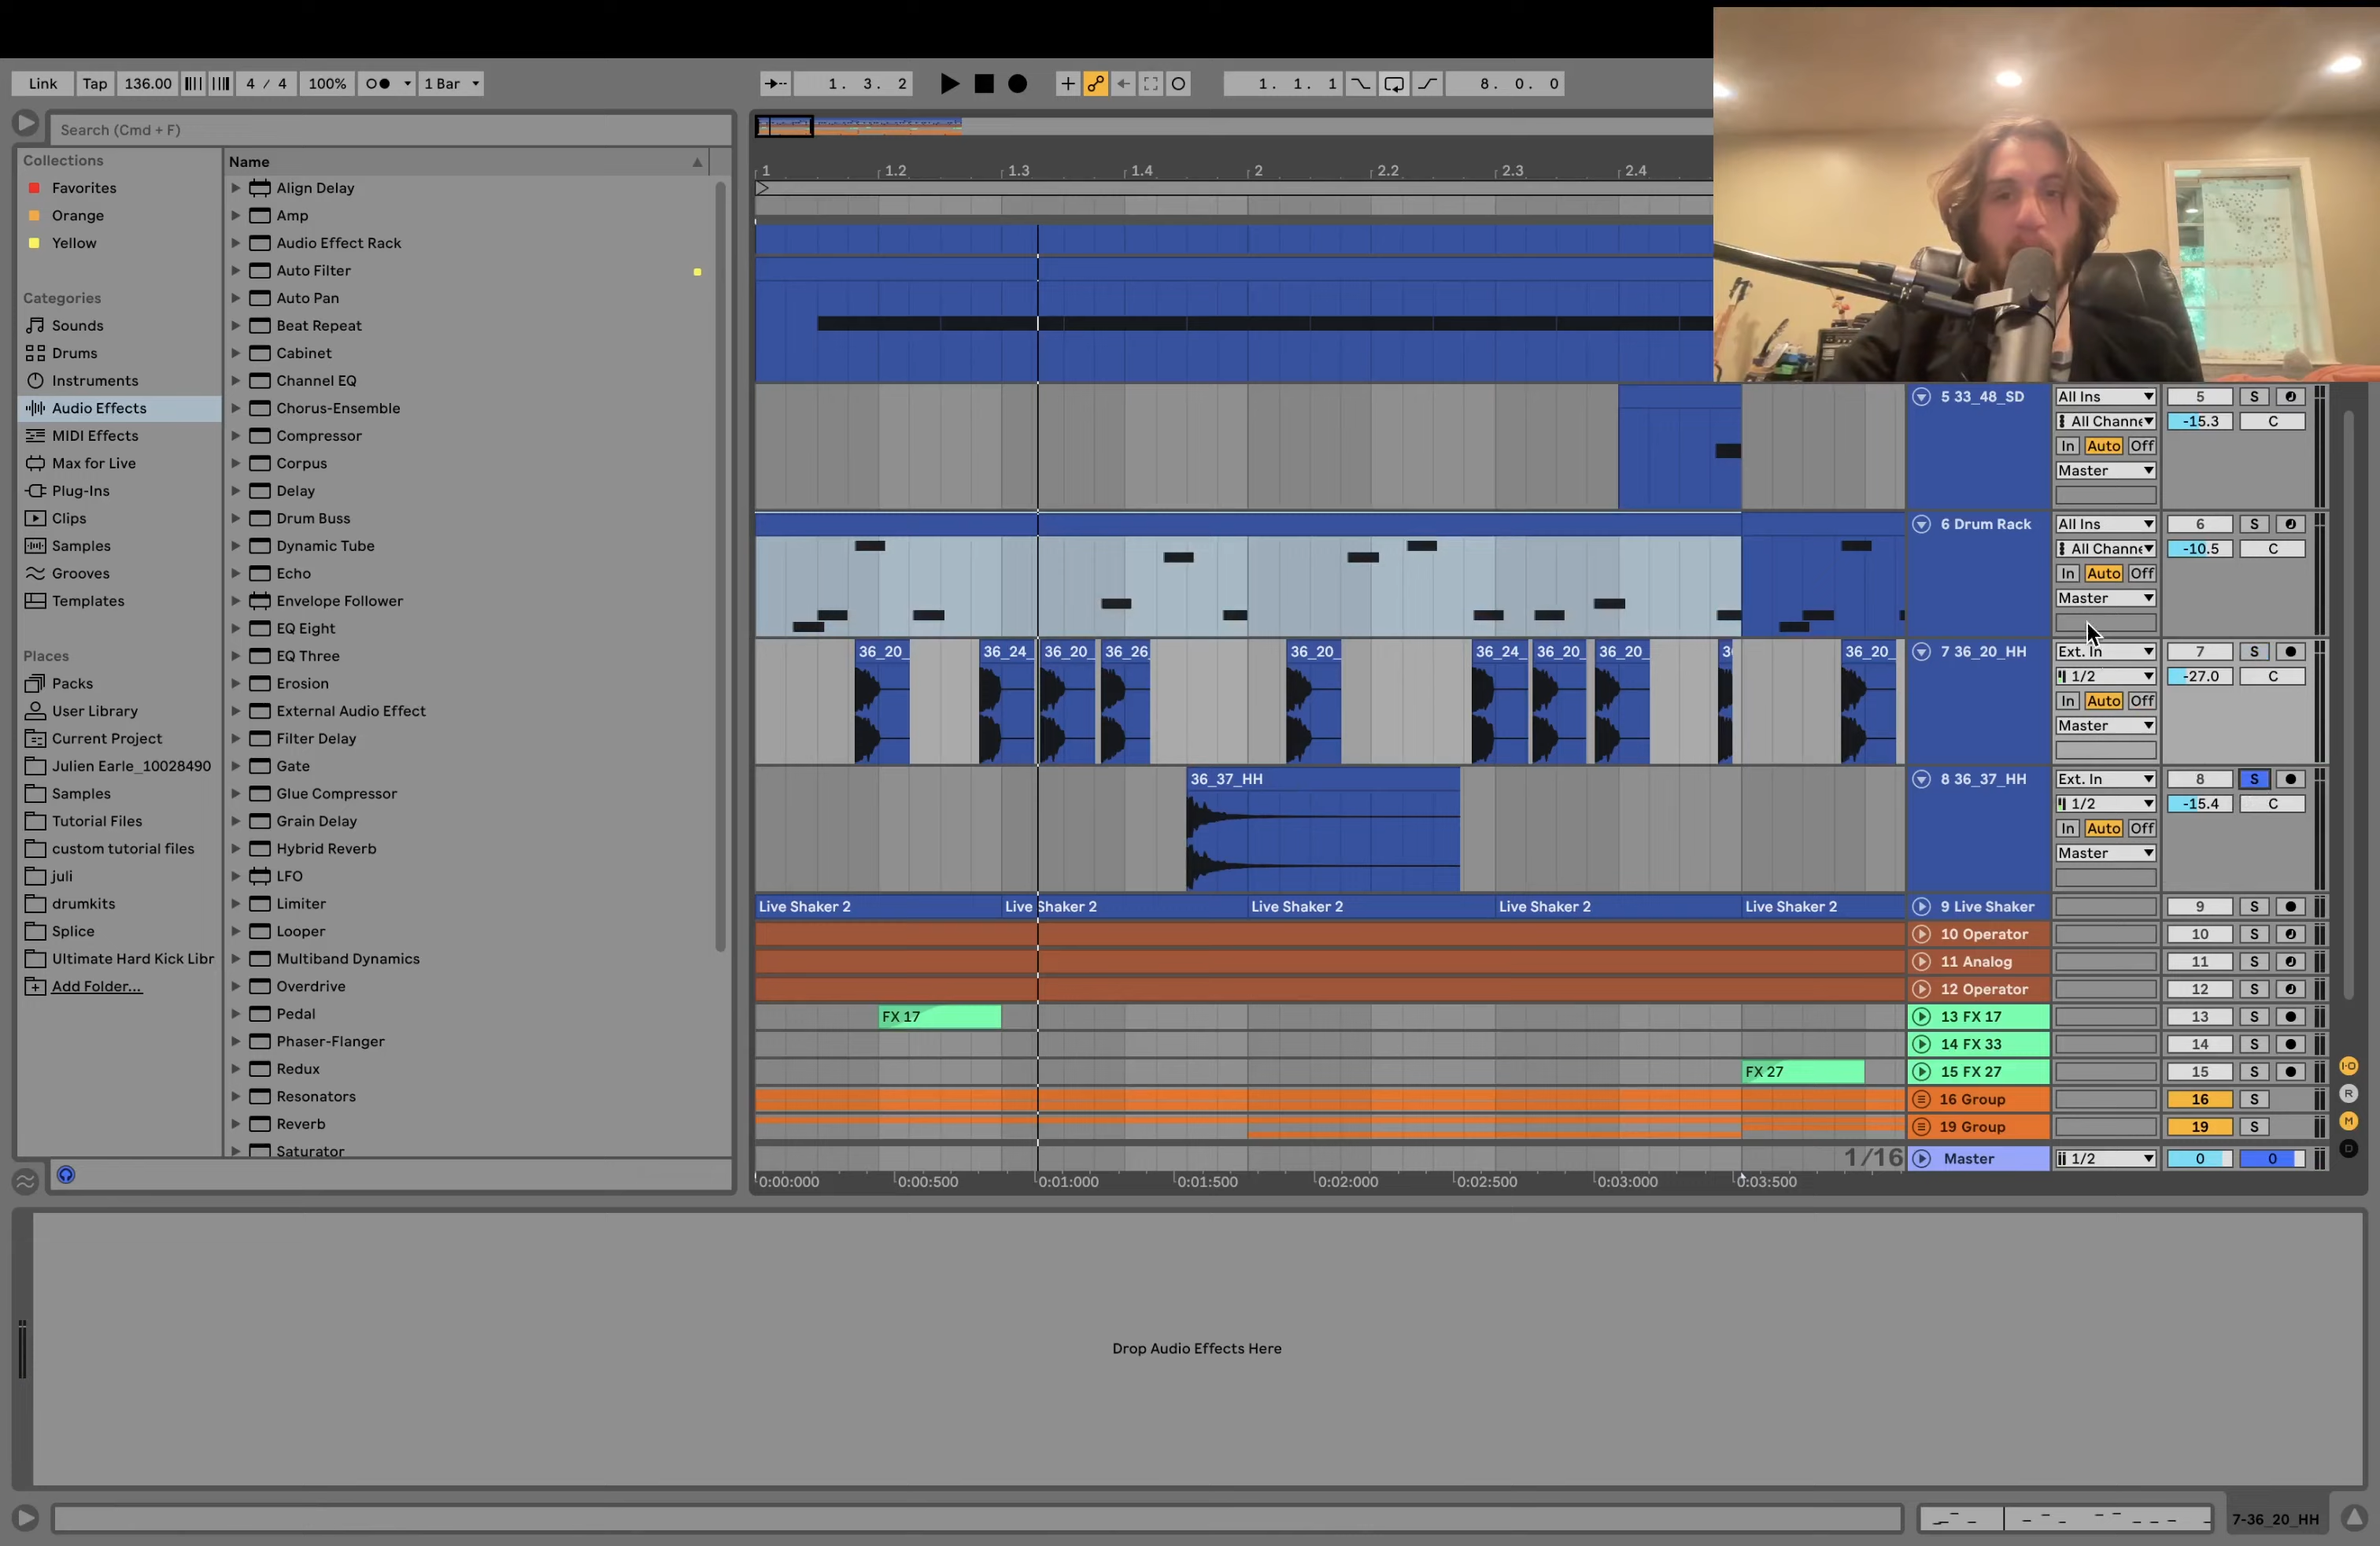 Link Tap 136.00 4 / 4 100% 1 Bar 1. 3. 2 1. 1. 1 8. 0. 0
Search (Cmd + F)
Collections
Favorites
Orange
Yellow
Categories
Sounds
Drums
Instruments
Audio Effects
MIDI Effects
Max for Live
Plug-Ins
Clips
Samples
Grooves
Templates
Places
Packs
User Library
Current Project
Julien Earle_10028490
Samples
Tutorial Files
custom tutorial files
juli
drumkits
Splice
Ultimate Hard Kick Libr
Add Folder...
Name
Align Delay
Amp
Audio Effect Rack
Auto Filter
Auto Pan
Beat Repeat
Cabinet
Channel EQ
Chorus-Ensemble
Compressor
Corpus
Delay
Drum Buss
Dynamic Tube
Echo
Envelope Follower
EQ Eight
EQ Three
Erosion
External Audio Effect
Filter Delay
Gate
Glue Compressor
Grain Delay
Hybrid Reverb
LFO
Limiter
Looper
Multiband Dynamics
Overdrive
Pedal
Phaser-Flanger
Redux
Resonators
Reverb
Saturator
1 1.2 1.3 1.4 2 2.2 2.3 2.4
5 33_48_SD All Ins 5 S
All Channe -15.3 C
In Auto Off
Master
6 Drum Rack All Ins 6 S
All Channe -10.5 C
In Auto Off
Master
36_20_ 36_24_ 36_20_ 36_26_ 36_20_ 36_24_ 36_20_ 36_20_ 36_20_ 7 36_20_HH Ext. In 7 S
1/2 -27.0 C
In Auto Off
Master
36_37_HH 8 36_37_HH Ext. In 8 S
1/2 -15.4 C
In Auto Off
Master
Live Shaker 2 Live Shaker 2 Live Shaker 2 Live Shaker 2 Live Shaker 2 9 Live Shaker 9 S
10 Operator 10 S
11 Analog 11 S
12 Operator 12 S
FX 17 13 FX 17 13 S
14 FX 33 14 S
FX 27 15 FX 27 15 S
16 Group 16 S
19 Group 19 S
1/16 Master 1/2 0 0
I·O
R
M
D
0:00:000 0:00:500 0:01:000 0:01:500 0:02:000 0:02:500 0:03:000 0:03:500
Drop Audio Effects Here
7-36_20_HH